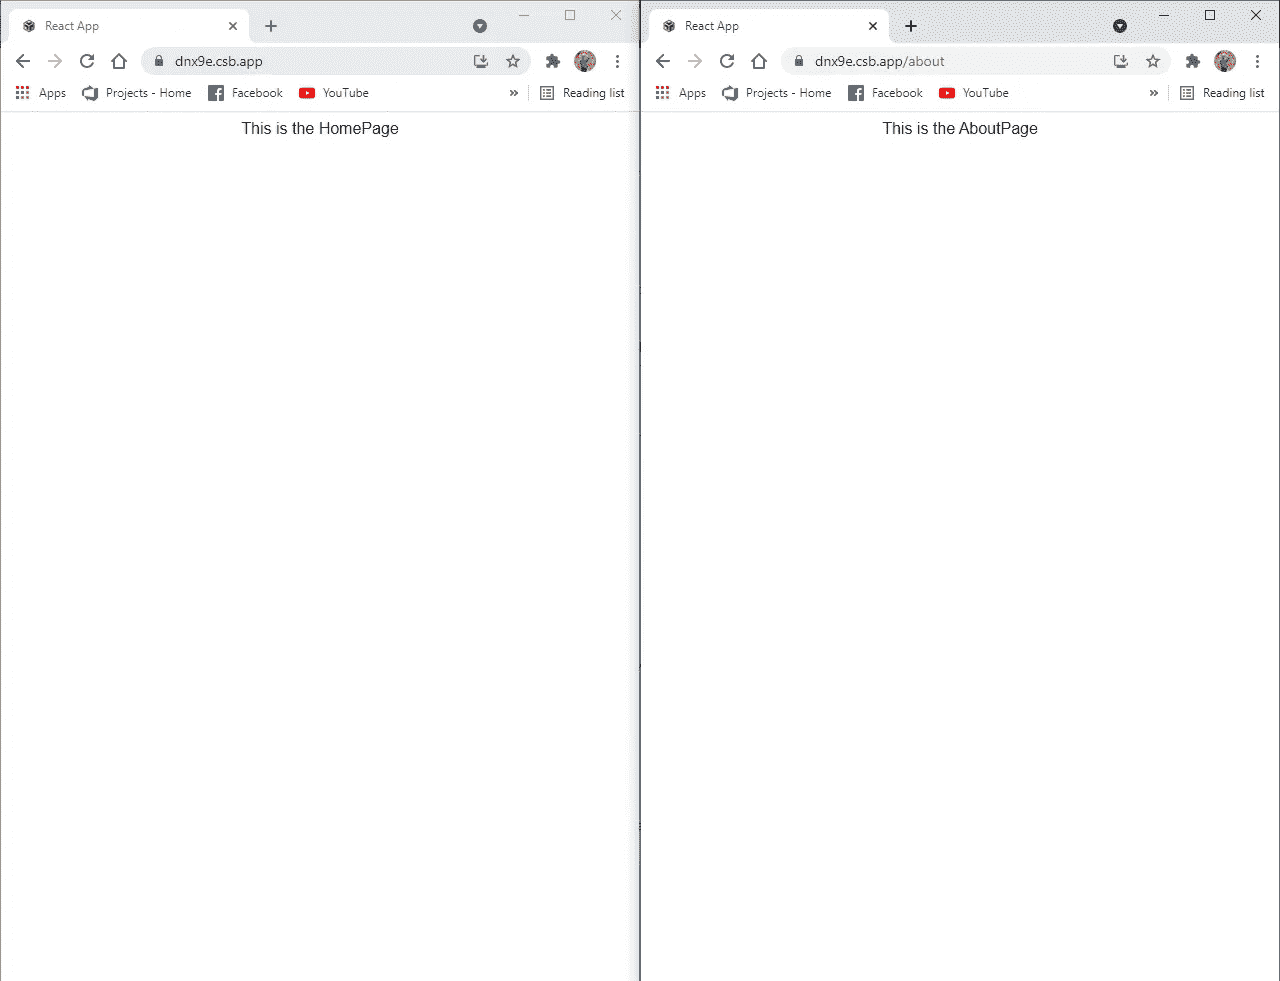 React App
dnx9e.csb.app
Apps Projects - Home Facebook YouTube » Reading list
This is the HomePage
React App
dnx9e.csb.app/about
Apps Projects - Home Facebook YouTube » Reading list
This is the AboutPage